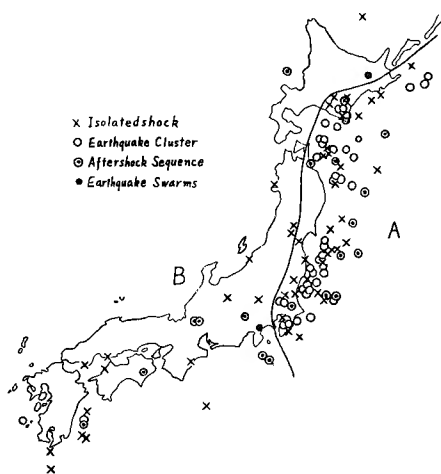 x Isolatedshock
Earthquake Cluster
Aftershock Sequence
Earthquake Swarms
A
B